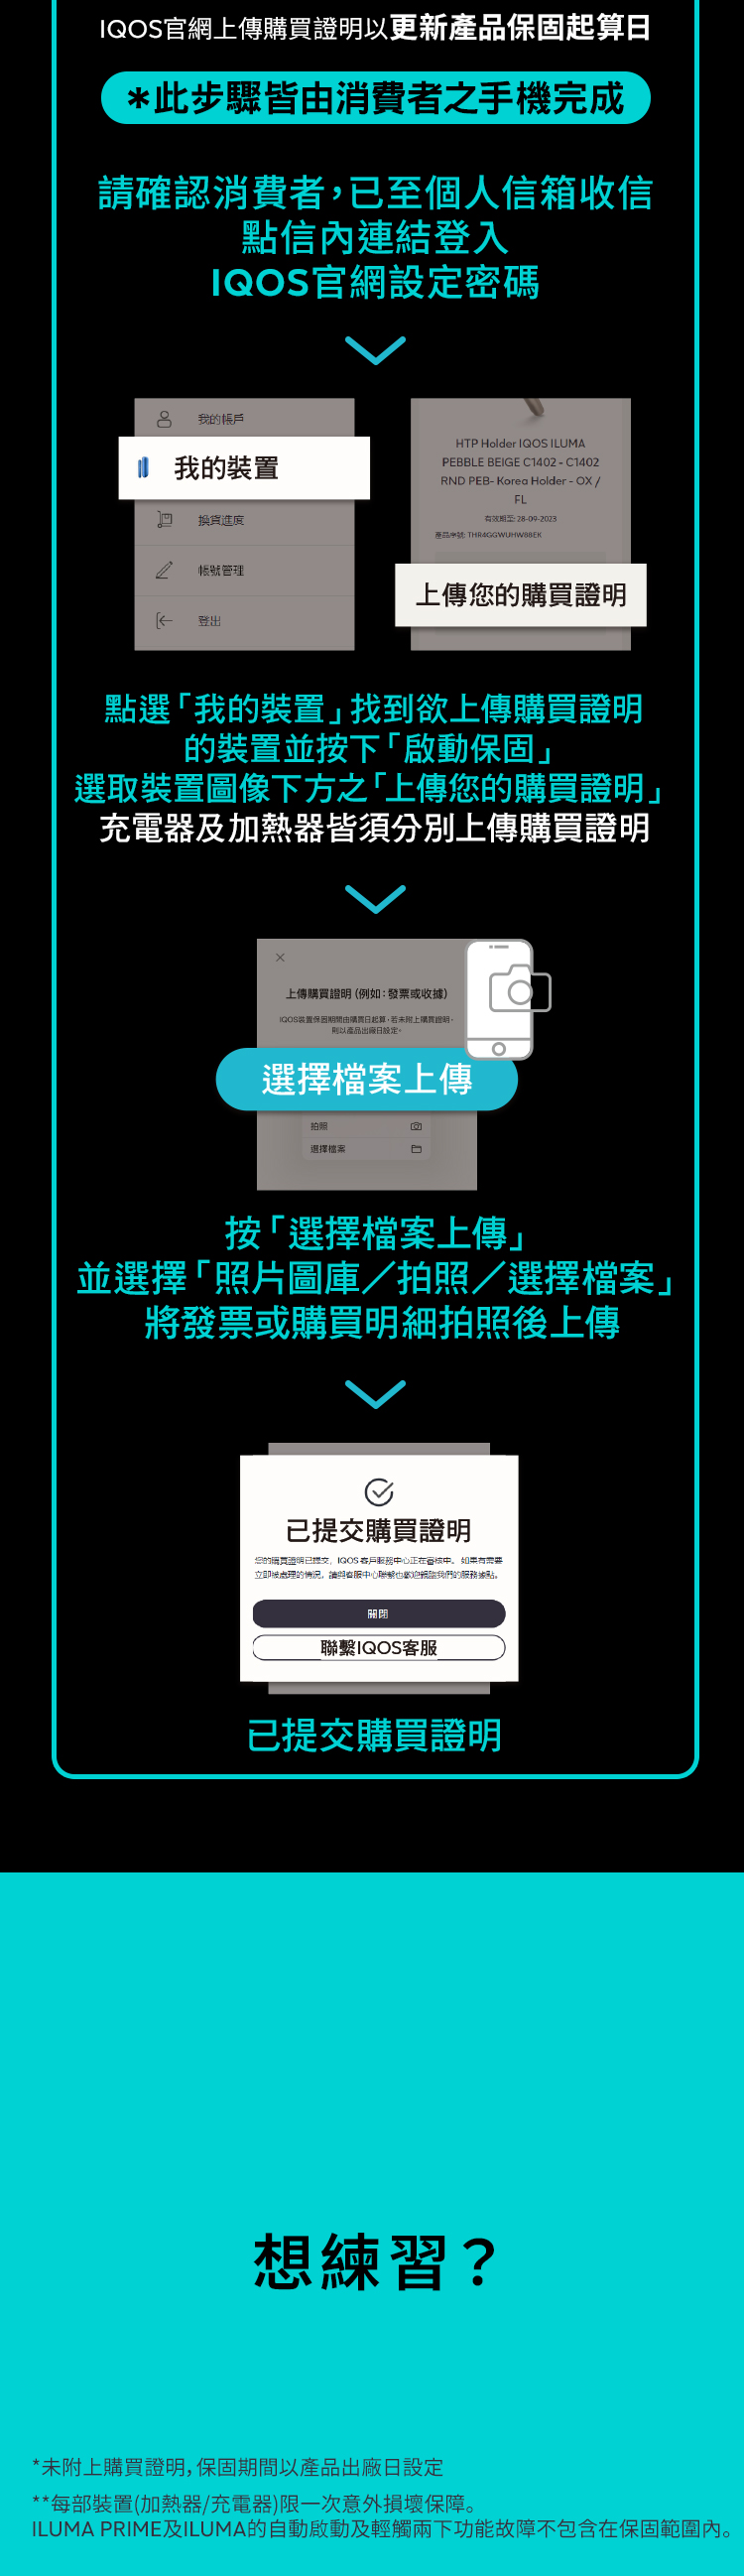 IQOS官網上傳購買證明以更新產品保固起算日
*此步驟皆由消費者之手機完成
請確認消費者，已至個人信箱收信
點信內連結登入
IQOS官網設定密碼
我的帳戶
我的裝置
換貨進度
帳號管理
登出
HTP Holder IQOS ILUMA
PEBBLE BEIGE C1402 - C1402
RND PEB- Korea Holder - OX /
FL
有效期至: 28-09-2023
產品序號: THR4GGWUHW88EK
上傳您的購買證明
點選「我的裝置」找到欲上傳購買證明
的裝置並按下「啟動保固」
選取裝置圖像下方之「上傳您的購買證明」
充電器及加熱器皆須分別上傳購買證明
上傳購買證明（例如：發票或收據）
IQOS裝置保固期間由購買日起算，若未附上購買證明，
則以產品出廠日設定。
選擇檔案上傳
拍照
選擇檔案
按「選擇檔案上傳」
並選擇「照片圖庫／拍照／選擇檔案」
將發票或購買明細拍照後上傳
已提交購買證明
您的購買證明已提交，IQOS 客戶服務中心正在審核中。 如果有需要
立即被處理的情況，請與客服中心聯繫也歡迎親臨我們的服務據點。
關閉
聯繫IQOS客服
已提交購買證明
想練習？
*未附上購買證明，保固期間以產品出廠日設定
**每部裝置(加熱器/充電器)限一次意外損壞保障。
ILUMA PRIME及ILUMA的自動啟動及輕觸兩下功能故障不包含在保固範圍內。